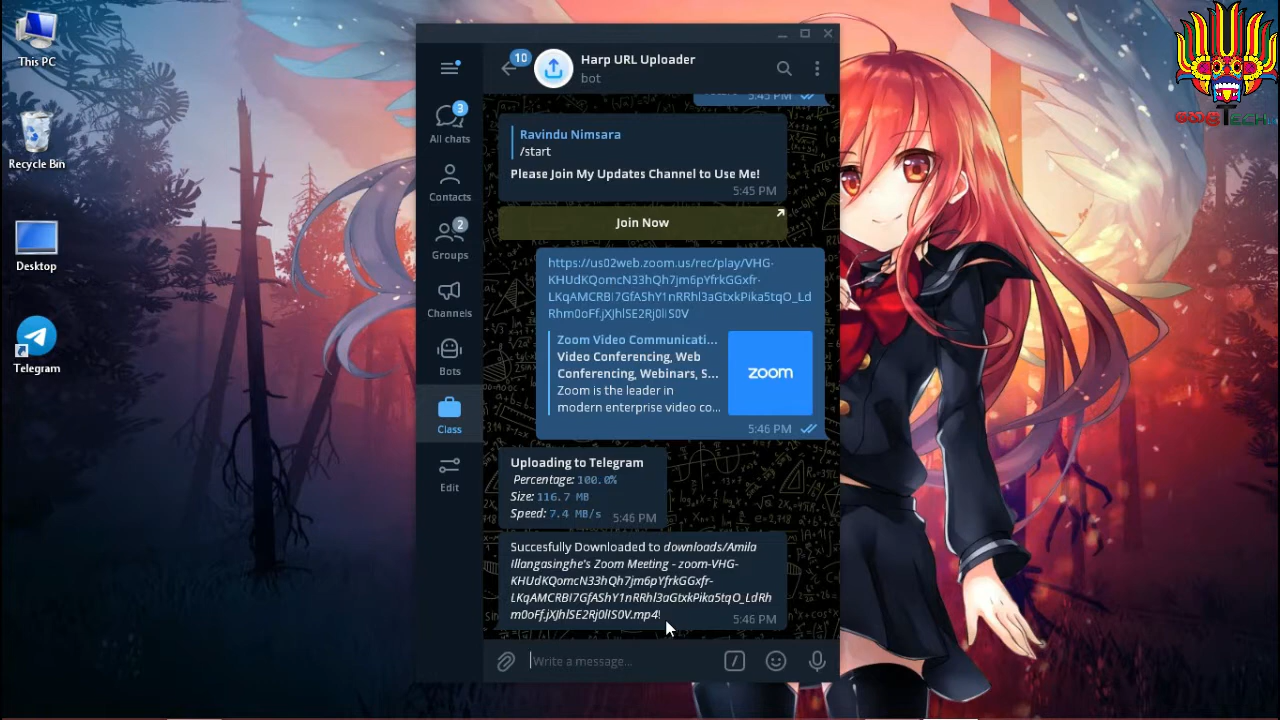 This PC
Recycle Bin
Desktop
Telegram
10
Harp URL Uploader
bot
3
All chats
Contacts
2
Groups
Channels
Bots
Class
Edit
5:45 PM
Ravindu Nimsara
/start
Please Join My Updates Channel to Use Me!
5:45 PM
Join Now
https://us02web.zoom.us/rec/play/VHG-
KHUdKQomcN33hQh7jm6pYfrkGGxfr-
LKqAMCRBI7GfAShY1nRRhl3aGtxkPika5tqO_Ld
Rhm0oFf.jXJhlSE2Rj0lIS0V
Zoom Video Communicati...
Video Conferencing, Web
Conferencing, Webinars, S...
Zoom is the leader in
modern enterprise video co...
zoom
5:46 PM
Uploading to Telegram
Percentage: 100.0%
Size: 116.7 MB
Speed: 7.4 MB/s
5:46 PM
Succesfully Downloaded to downloads/Amila
Illangasinghe's Zoom Meeting - zoom-VHG-
KHUdKQomcN33hQh7jm6pYfrkGGxfr-
LKqAMCRBI7GfAShY1nRRhl3aGtxkPika5tqO_LdRh
m0oFf.jXJhlSE2Rj0lIS0V.mp4!
5:46 PM
Write a message...
හෙළTECH